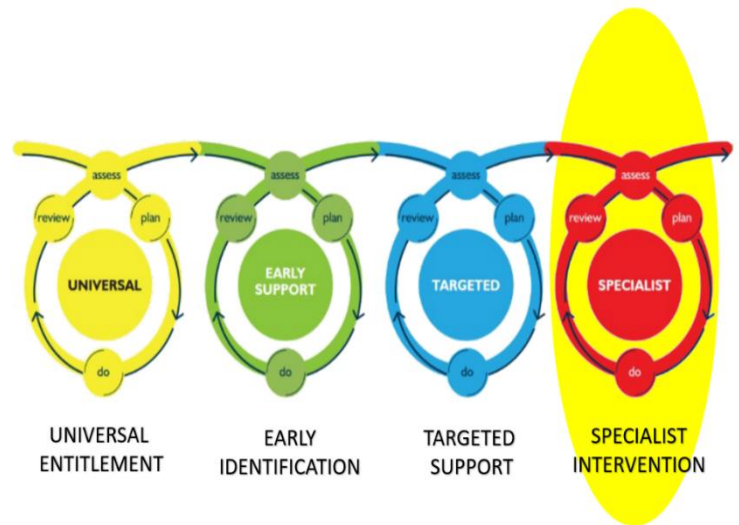 assess
review
plan
UNIVERSAL
do
UNIVERSAL
ENTITLEMENT
assess
review
plan
EARLY
SUPPORT
do
EARLY
IDENTIFICATION
assess
review
plan
TARGETED
do
TARGETED
SUPPORT
assess
review
plan
SPECIALIST
do
SPECIALIST
INTERVENTION